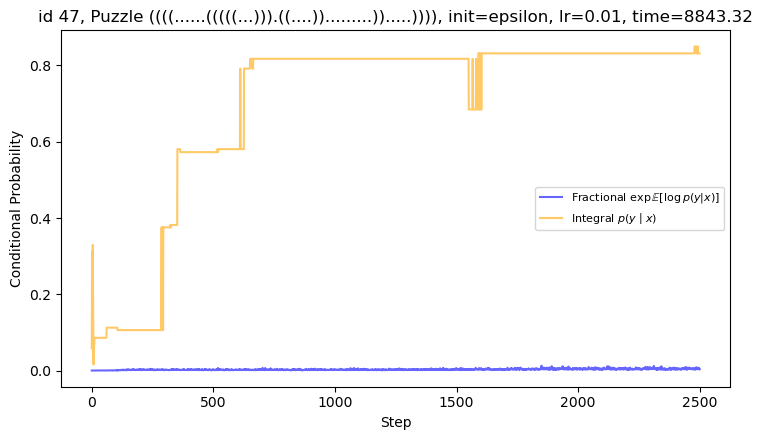 id 47, Puzzle ((((......(((((...))).((....)).........)).....)))), init=epsilon, lr=0.01, time=8843.32
Conditional Probability
0.8
0.6
0.4
0.2
0.0
Fractional exp𝔼[log p(y|x)]
Integral p(y | x)
0
500
1000
1500
2000
2500
Step